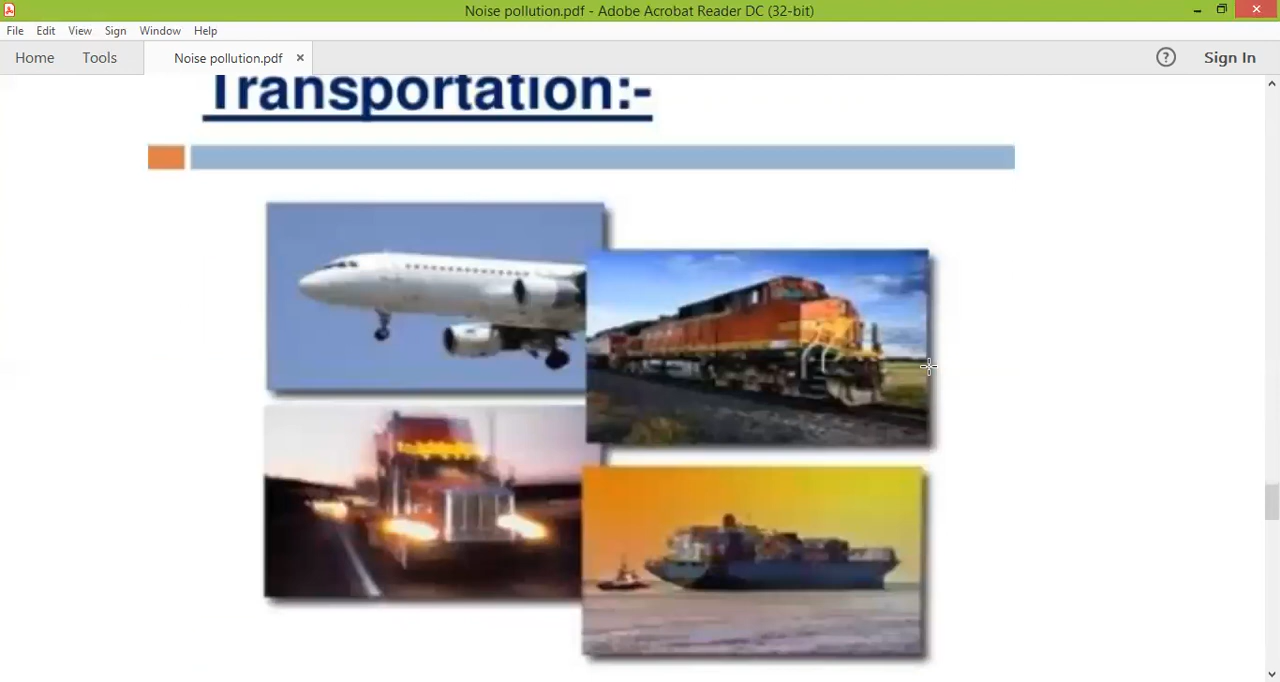 Noise pollution.pdf - Adobe Acrobat Reader DC (32-bit)
File Edit View Sign Window Help
Home Tools Noise pollution.pdf × ? Sign In
Transportation:-